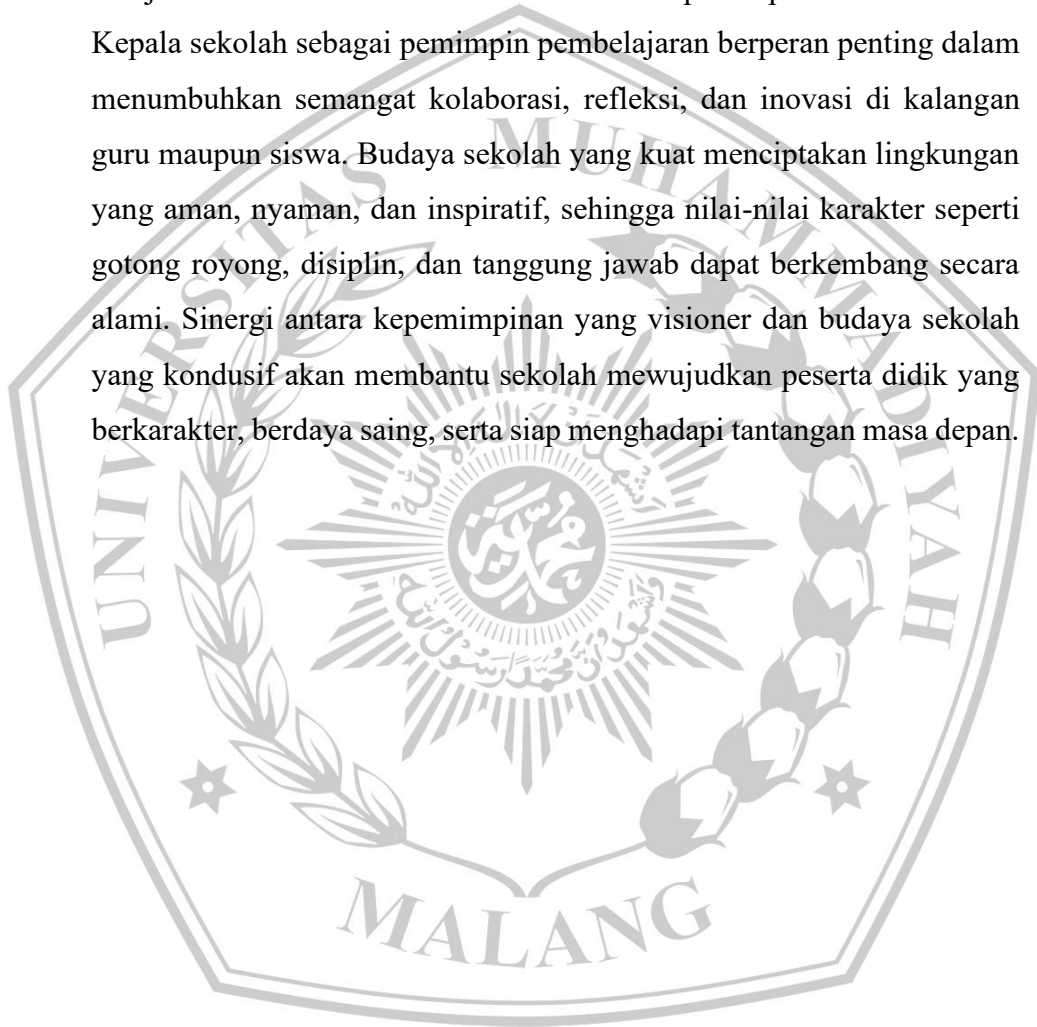 Kepala sekolah sebagai pemimpin pembelajaran berperan penting dalam
menumbuhkan semangat kolaborasi, refleksi, dan inovasi di kalangan
guru maupun siswa. Budaya sekolah yang kuat menciptakan lingkungan
yang aman, nyaman, dan inspiratif, sehingga nilai-nilai karakter seperti
gotong royong, disiplin, dan tanggung jawab dapat berkembang secara
alami. Sinergi antara kepemimpinan yang visioner dan budaya sekolah
yang kondusif akan membantu sekolah mewujudkan peserta didik yang
berkarakter, berdaya saing, serta siap menghadapi tantangan masa depan.
UNIVERSITAS MUHAMMADIYAH
MALANG